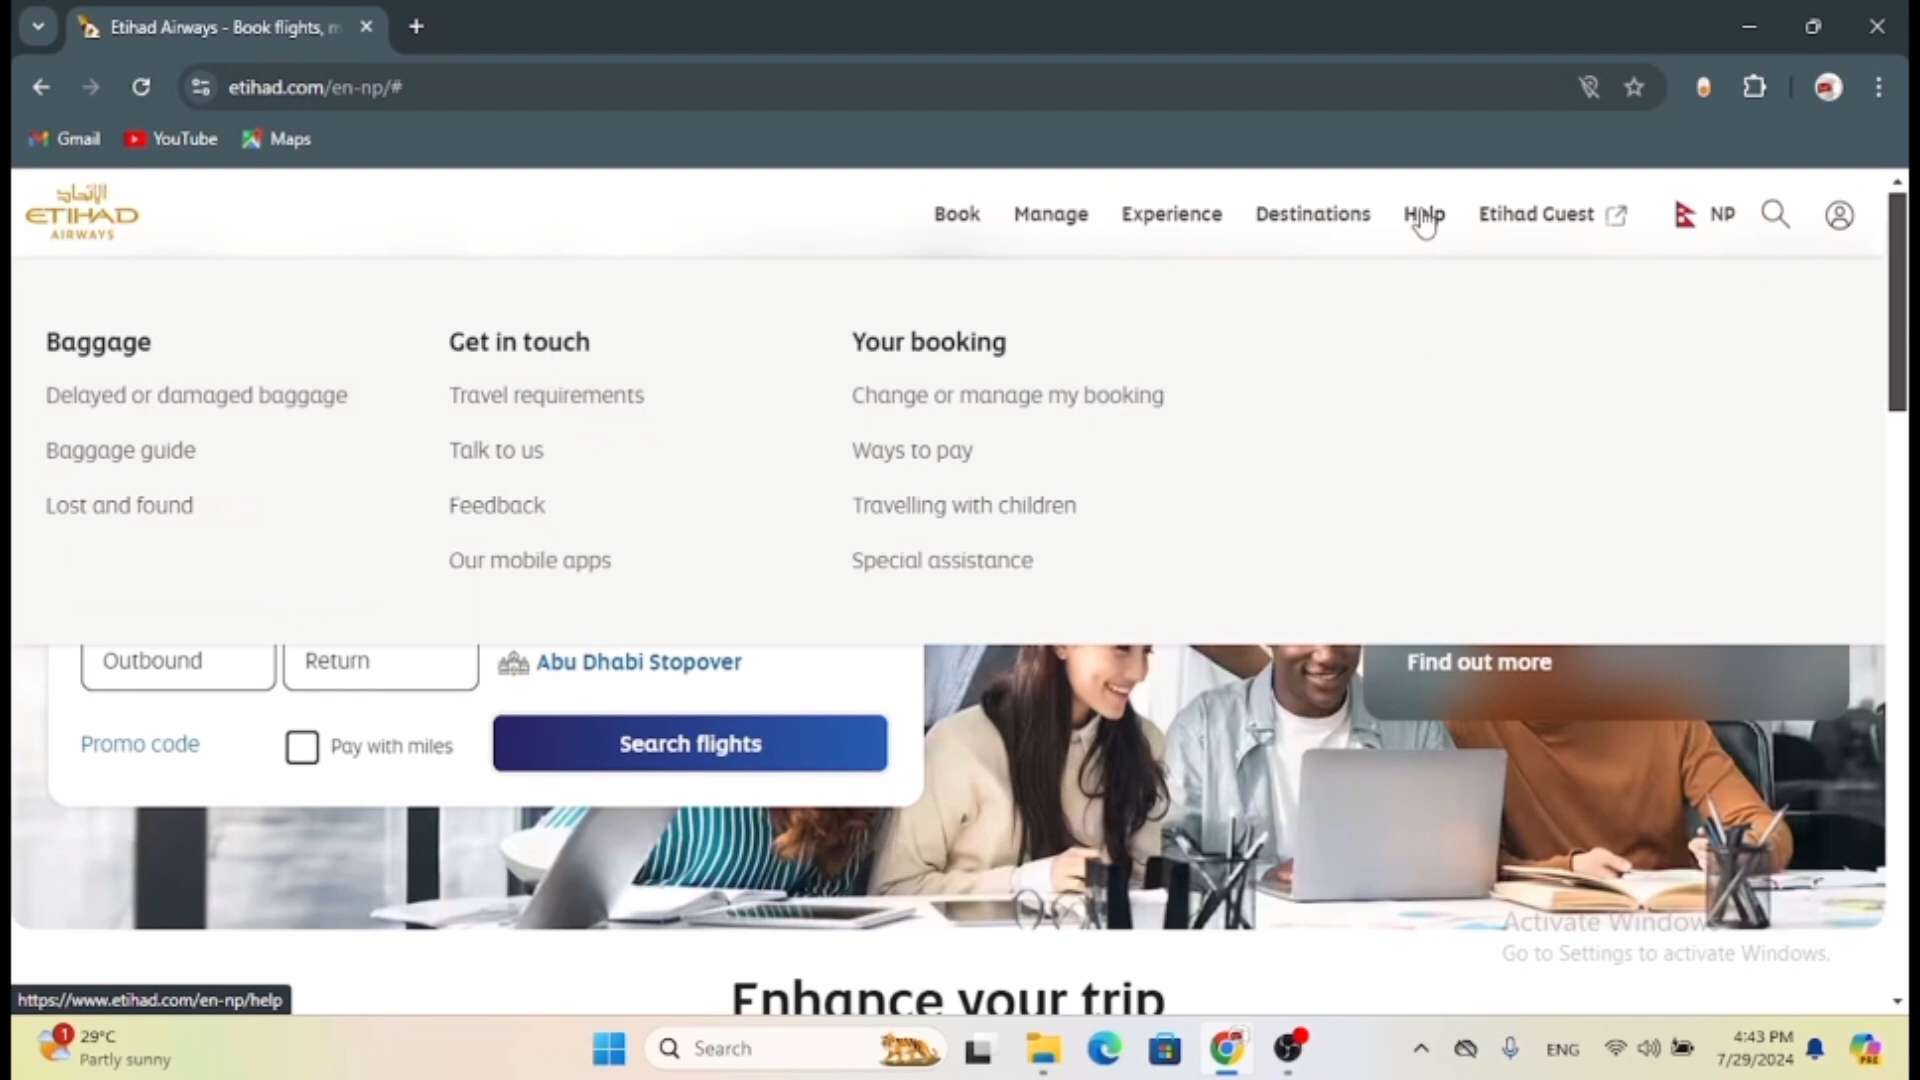 Etihad Airways - Book flights, m
etihad.com/en-np/#
Gmail
YouTube
Maps
الإتحاد
ETIHAD
AIRWAYS
Book
Manage
Experience
Destinations
Help
Etihad Guest
NP
Baggage
Delayed or damaged baggage
Baggage guide
Lost and found
Get in touch
Travel requirements
Talk to us
Feedback
Our mobile apps
Your booking
Change or manage my booking
Ways to pay
Travelling with children
Special assistance
Outbound
Return
Abu Dhabi Stopover
Find out more
Promo code
Pay with miles
Search flights
Activate Windows
Go to Settings to activate Windows.
Enhance your trip
https://www.etihad.com/en-np/help
1
29°C
Partly sunny
Search
ENG
4:43 PM
7/29/2024
PRE